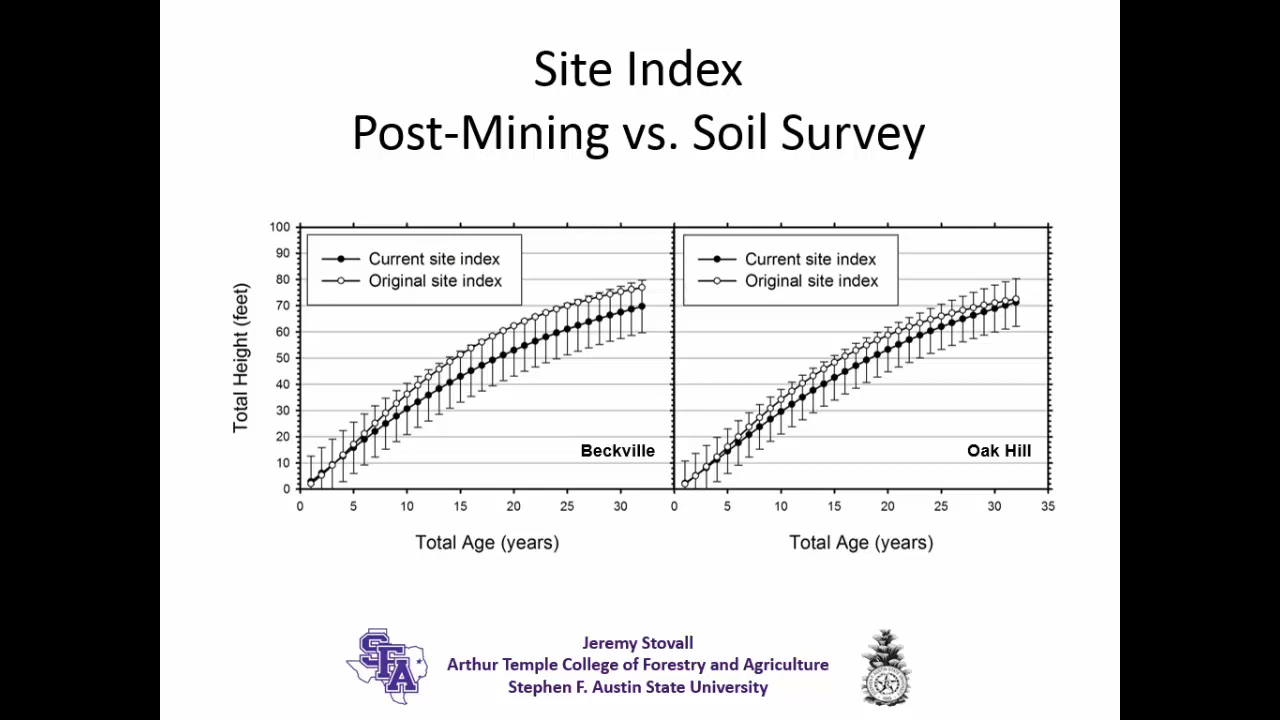 Site Index
Post-Mining vs. Soil Survey
Total Height (feet)
100
90
80
70
60
50
40
30
20
10
0
Current site index
Original site index
Beckville
0 5 10 15 20 25 30
Total Age (years)
Current site index
Original site index
Oak Hill
0 5 10 15 20 25 30 35
Total Age (years)
SFA
Jeremy Stovall
Arthur Temple College of Forestry and Agriculture
Stephen F. Austin State University